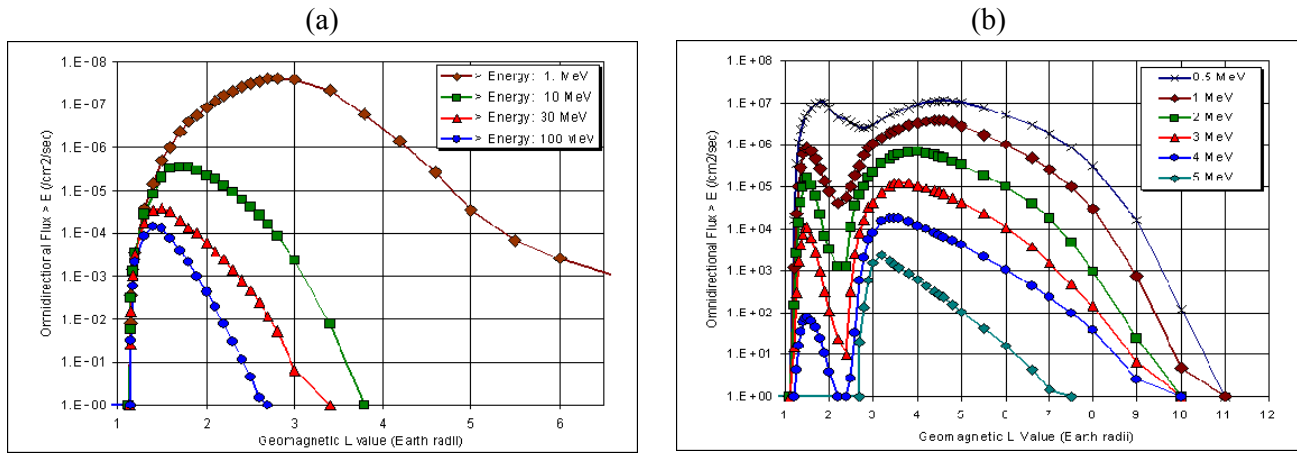 (a)
(b)
1.E-08
1.E-07
1.E-06
1.E-05
1.E-04
1.E-03
1.E-02
1.E-01
1.E-00
Omnidirectional Flux > E (/cm2/sec)
> Energy: 1. MeV
> Energy: 10 MeV
> Energy: 30 MeV
> Energy: 100 MeV
1 2 3 4 5 6
Geomagnetic L Value (Earth radii)
1.E+08
1.E+07
1.E+06
1.E+05
1.E+04
1.E+03
1.E+02
1.E+01
1.E+00
Omnidirectional Flux > E (/cm2/sec)
0.5 MeV
1 MeV
2 MeV
3 MeV
4 MeV
5 MeV
1 2 3 4 5 6 7 8 9 10 11 12
Geomagnetic L Value (Earth radii)